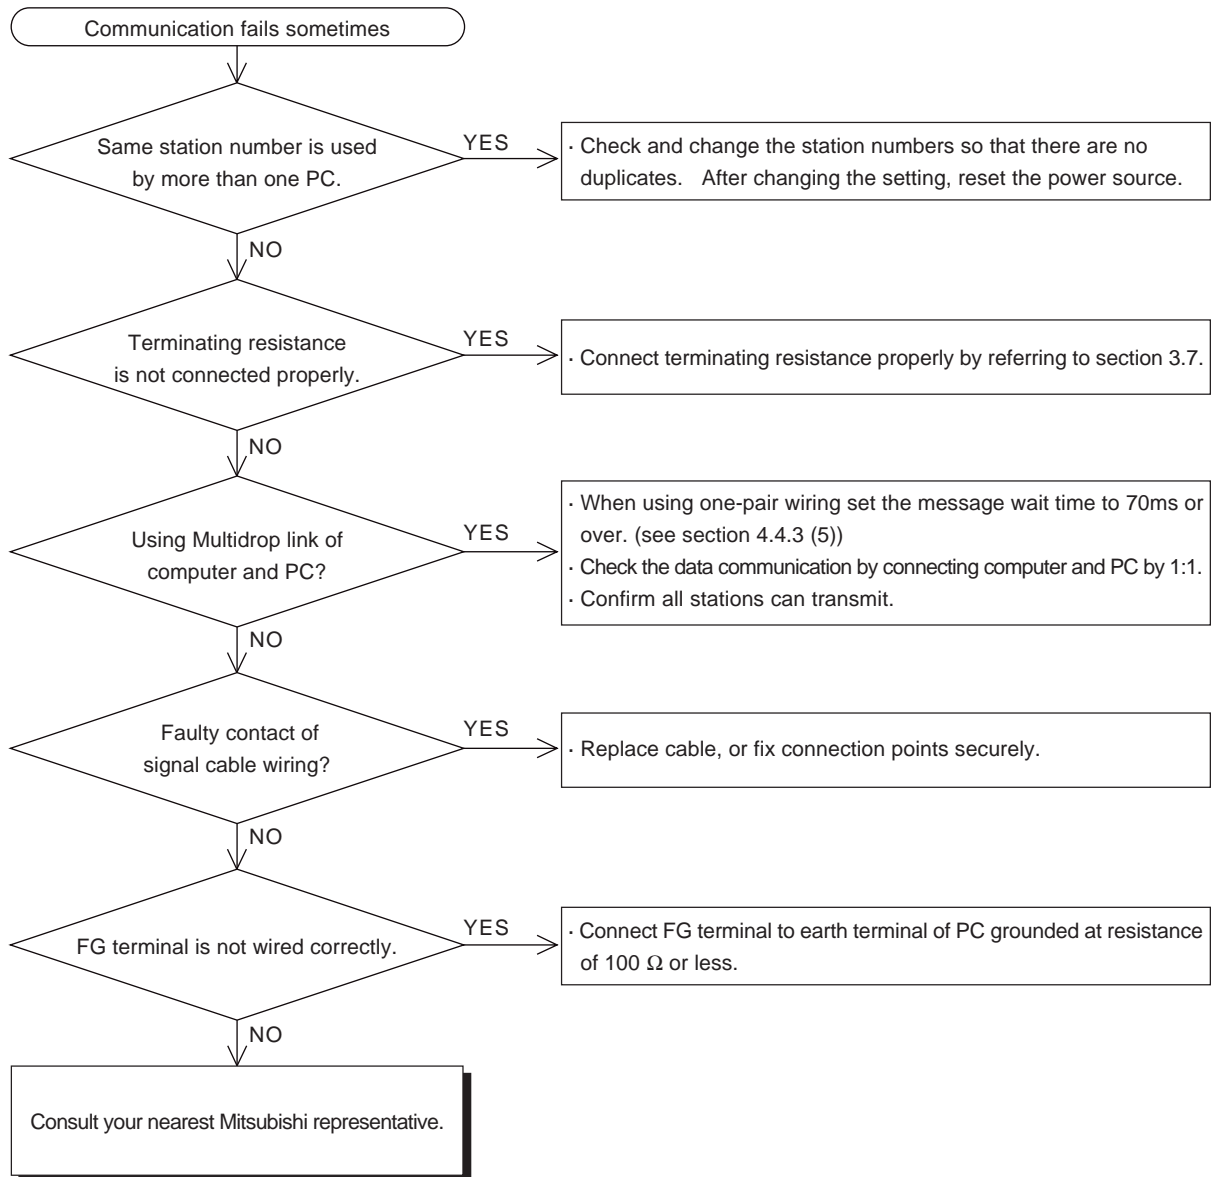 Communication fails sometimes
Same station number is used
by more than one PC.
YES
· Check and change the station numbers so that there are no
duplicates. After changing the setting, reset the power source.
NO
Terminating resistance
is not connected properly.
YES
· Connect terminating resistance properly by referring to section 3.7.
NO
Using Multidrop link of
computer and PC?
YES
· When using one-pair wiring set the message wait time to 70ms or
over. (see section 4.4.3 (5))
· Check the data communication by connecting computer and PC by 1:1.
· Confirm all stations can transmit.
NO
Faulty contact of
signal cable wiring?
YES
· Replace cable, or fix connection points securely.
NO
FG terminal is not wired correctly.
YES
· Connect FG terminal to earth terminal of PC grounded at resistance
of 100 Ω or less.
NO
Consult your nearest Mitsubishi representative.